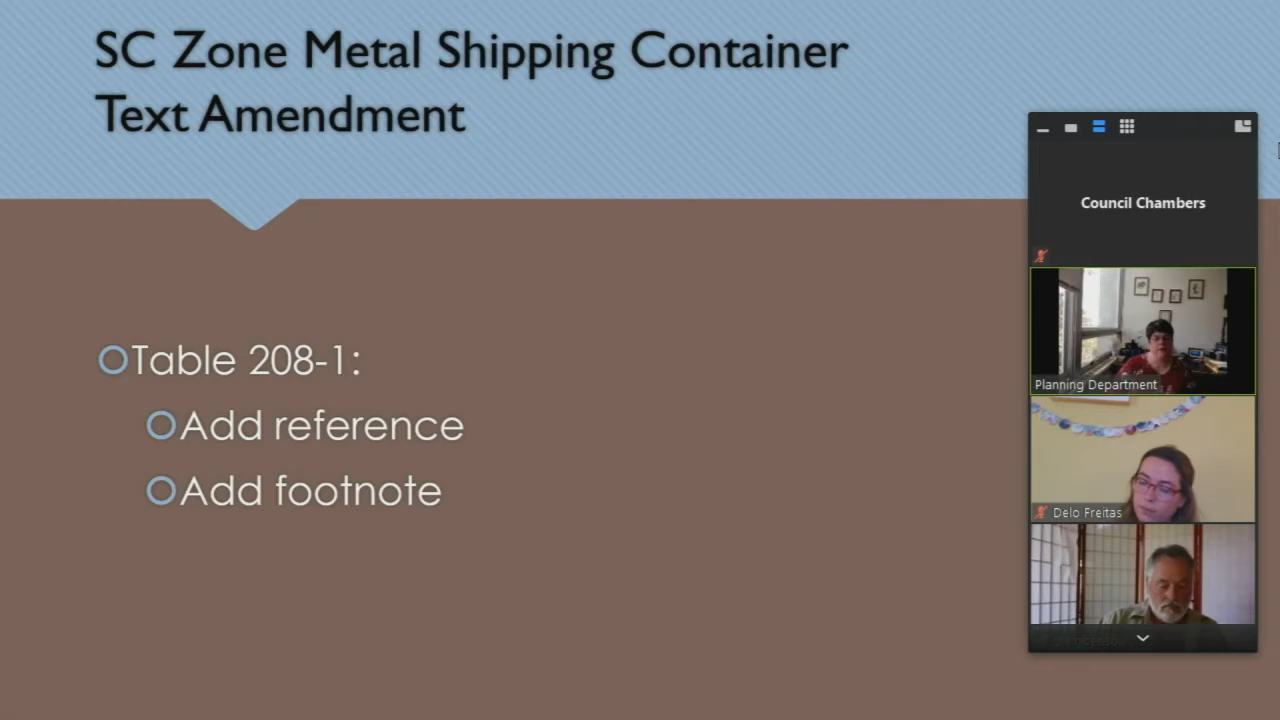 SC Zone Metal Shipping Container
Text Amendment
Table 208-1:
Add reference
Add footnote
Council Chambers
Planning Department
Delo Freitas